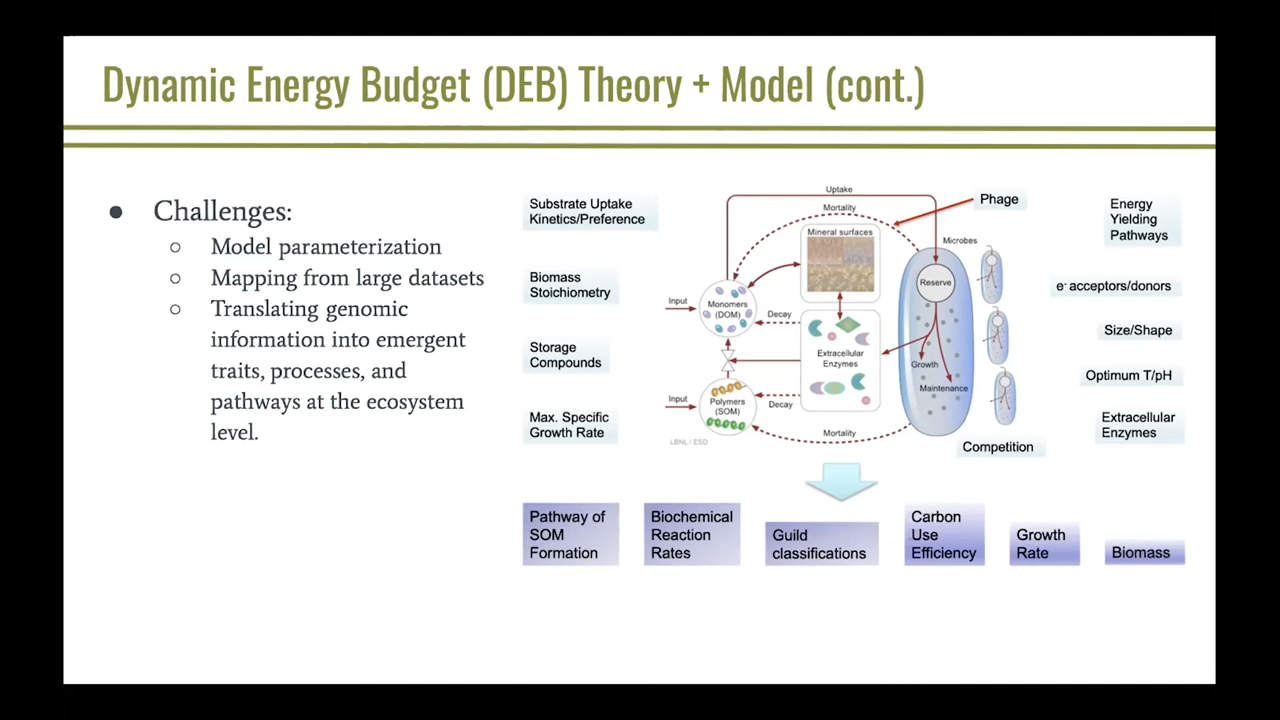 Dynamic Energy Budget (DEB) Theory + Model (cont.)
● Challenges:
○ Model parameterization
○ Mapping from large datasets
○ Translating genomic
information into emergent
traits, processes, and
pathways at the ecosystem
level.
Substrate Uptake
Kinetics/Preference
Biomass
Stoichiometry
Storage
Compounds
Max. Specific
Growth Rate
Uptake
Mortality
Mineral surfaces
Microbes
Reserve
Input
Monomers
(DOM)
Decay
Extracellular
Enzymes
Growth
Maintenance
Input
Polymers
(SOM)
Decay
Mortality
LBNL / ESD
Phage
Competition
Energy
Yielding
Pathways
e- acceptors/donors
Size/Shape
Optimum T/pH
Extracellular
Enzymes
Pathway of
SOM
Formation
Biochemical
Reaction
Rates
Guild
classifications
Carbon
Use
Efficiency
Growth
Rate
Biomass